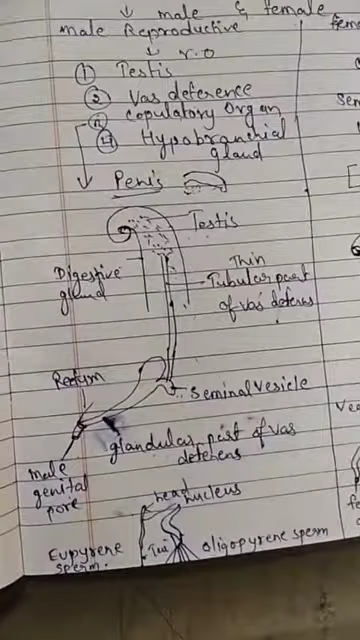 male & female
male Reproductive
r.o
① Testis
② Vas deference
copulatory Organ
④ Hypobranchial
gland
Penis
Testis
Digestive
gland
Thin
Tubular part
of vas deferens
Rectum
Seminal vesicle
glandular part of vas
deferens
male
genital
pore
head
nucleus
Eupyrene
sperm.
oligopyrene sperm